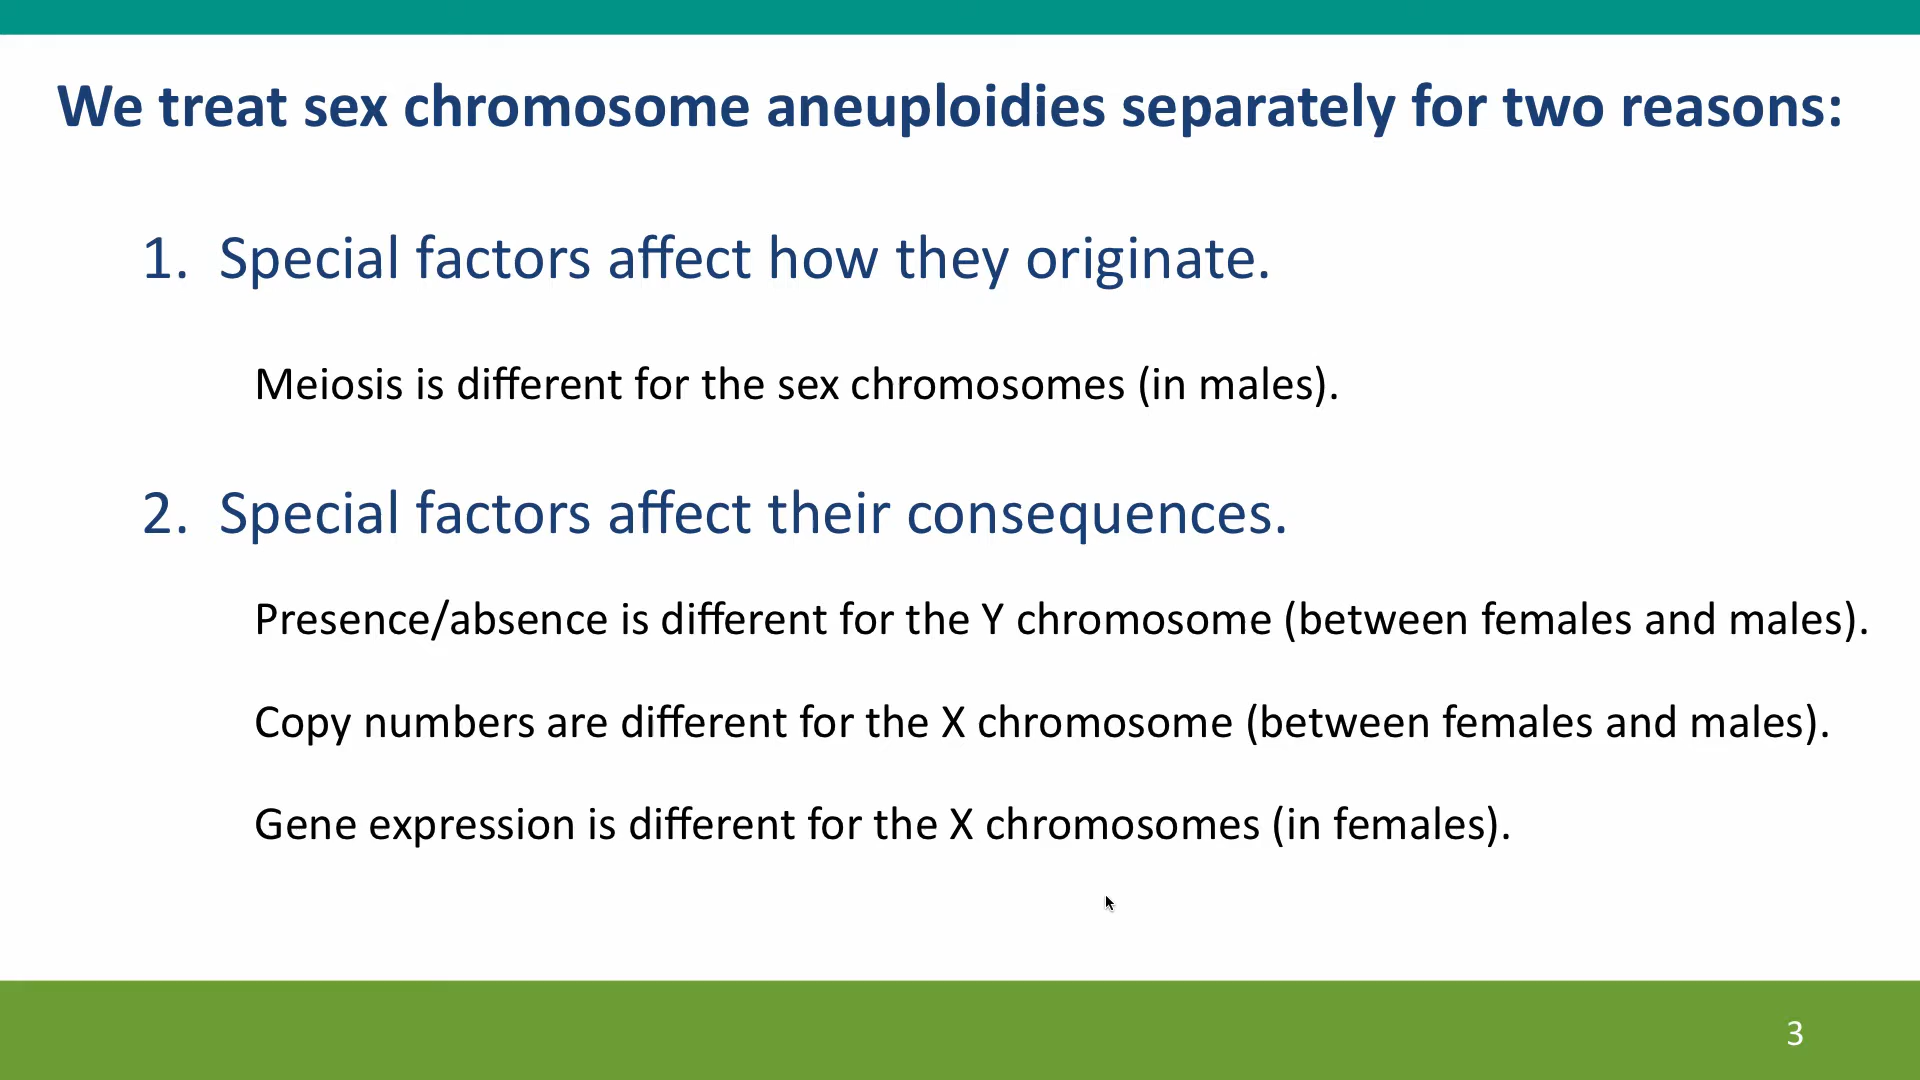 We treat sex chromosome aneuploidies separately for two reasons:
1. Special factors affect how they originate.
Meiosis is different for the sex chromosomes (in males).
2. Special factors affect their consequences.
Presence/absence is different for the Y chromosome (between females and males).
Copy numbers are different for the X chromosome (between females and males).
Gene expression is different for the X chromosomes (in females).
3